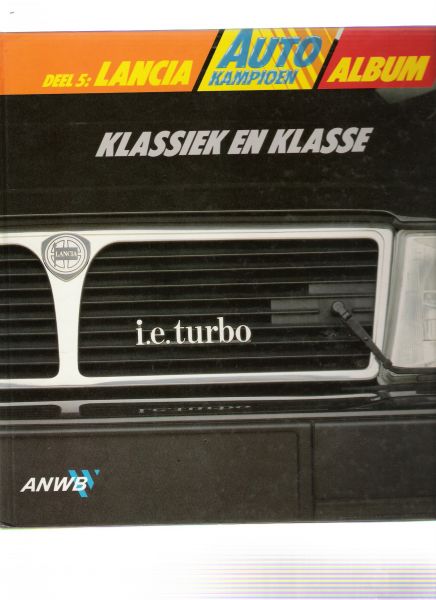 DEEL 5: LANCIA AUTO KAMPIOEN ALBUM
KLASSIEK EN KLASSE
LANCIA
i.e. turbo
ANWB